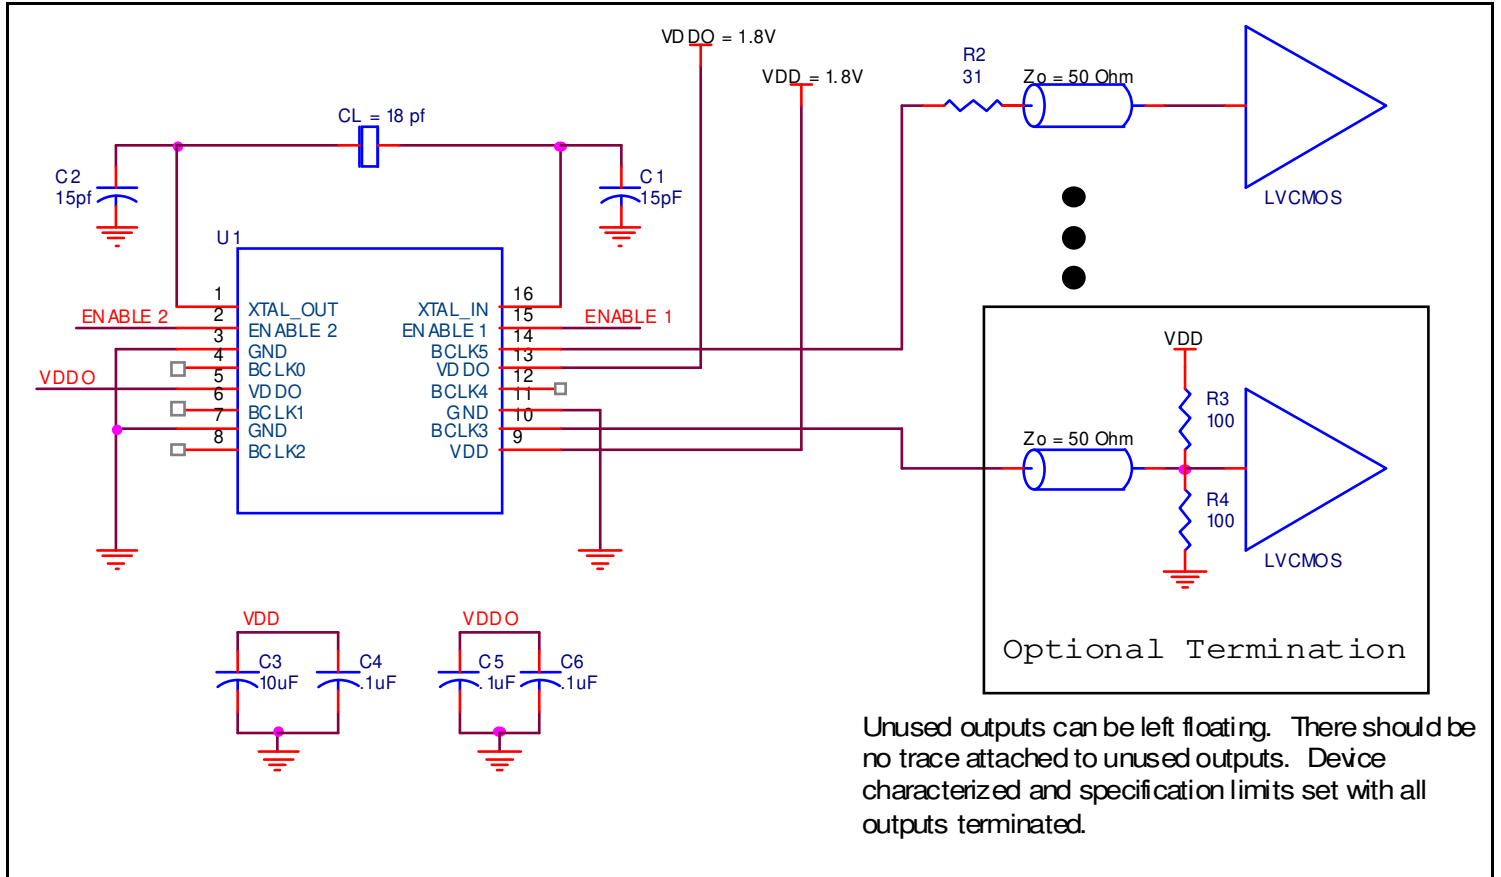 VDDO = 1.8V
VDD = 1.8V
R2
31
Zo = 50 Ohm
LVCMOS
CL = 18 pf
C2
15pf
C1
15pF
U1
1
2
3
4
5
6
7
8
XTAL_OUT
ENABLE 2
GND
BCLK0
VDDO
BCLK1
GND
BCLK2
XTAL_IN
ENABLE 1
BCLK5
VDDO
BCLK4
GND
BCLK3
VDD
16
15
14
13
12
11
10
9
ENABLE 2
VDDO
ENABLE 1
VDD
R3
100
Zo = 50 Ohm
R4
100
LVCMOS
Optional Termination
VDD
C3
10uF
C4
.1uF
VDDO
C5
.1uF
C6
.1uF
Unused outputs can be left floating. There should be
no trace attached to unused outputs. Device
characterized and specification limits set with all
outputs terminated.